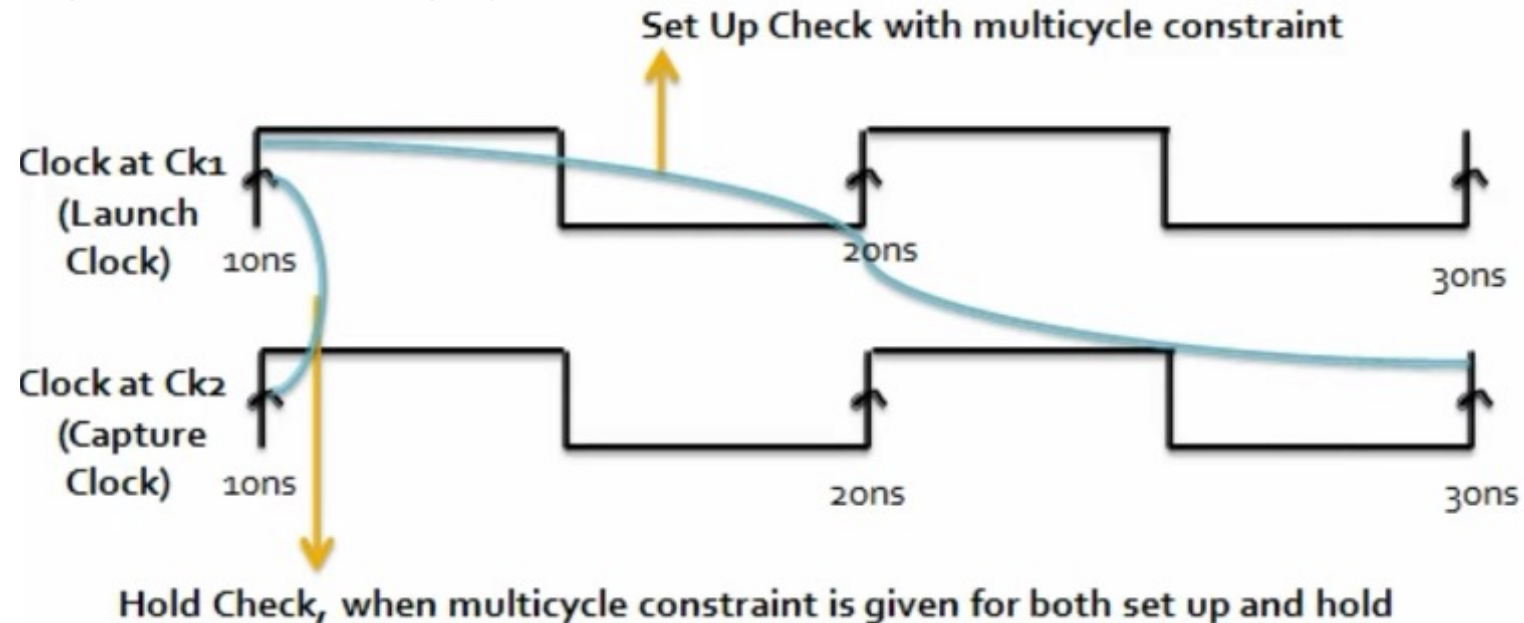 Set Up Check with multicycle constraint
Clock at Ck1
(Launch
Clock)
10ns
20ns
30ns
Clock at Ck2
(Capture
Clock)
10ns
20ns
30ns
Hold Check, when multicycle constraint is given for both set up and hold